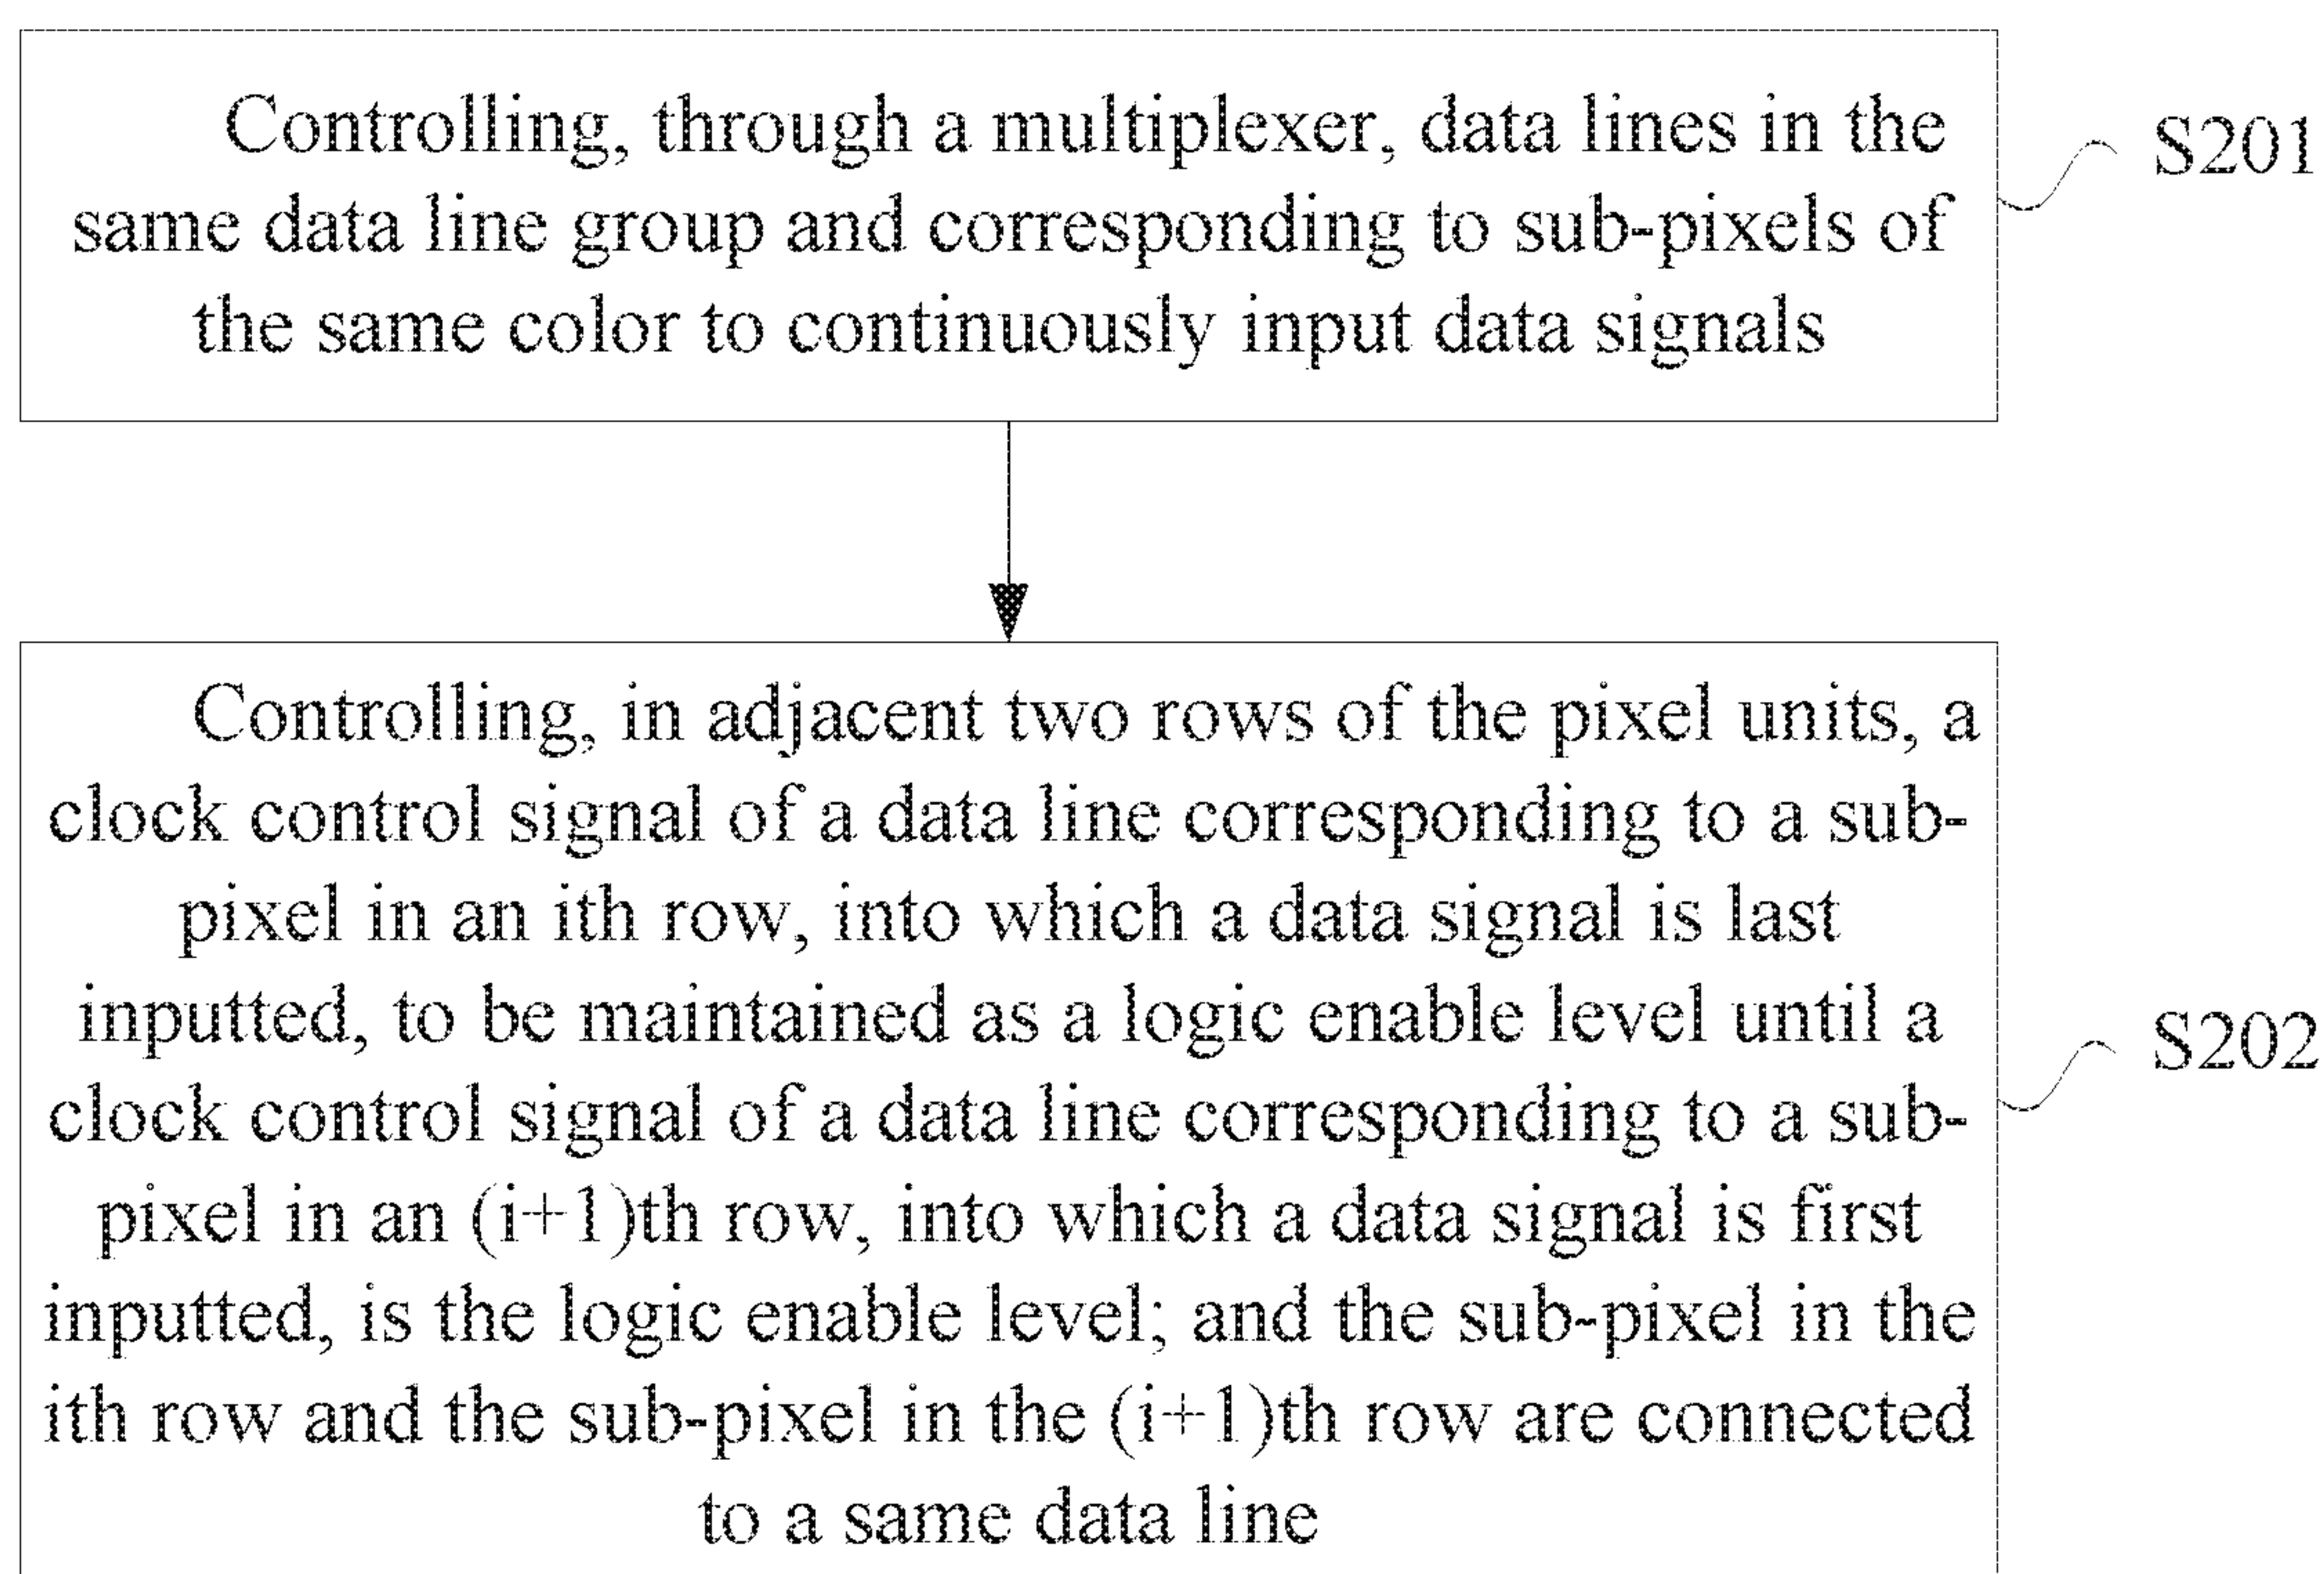 Controlling, through a multiplexer, data lines in the
same data line group and corresponding to sub-pixels of
the same color to continuously input data signals
S201
Controlling, in adjacent two rows of the pixel units, a
clock control signal of a data line corresponding to a sub-
pixel in an ith row, into which a data signal is last
inputted, to be maintained as a logic enable level until a
clock control signal of a data line corresponding to a sub-
pixel in an (i+1)th row, into which a data signal is first
inputted, is the logic enable level; and the sub-pixel in the
ith row and the sub-pixel in the (i+1)th row are connected
to a same data line
S202